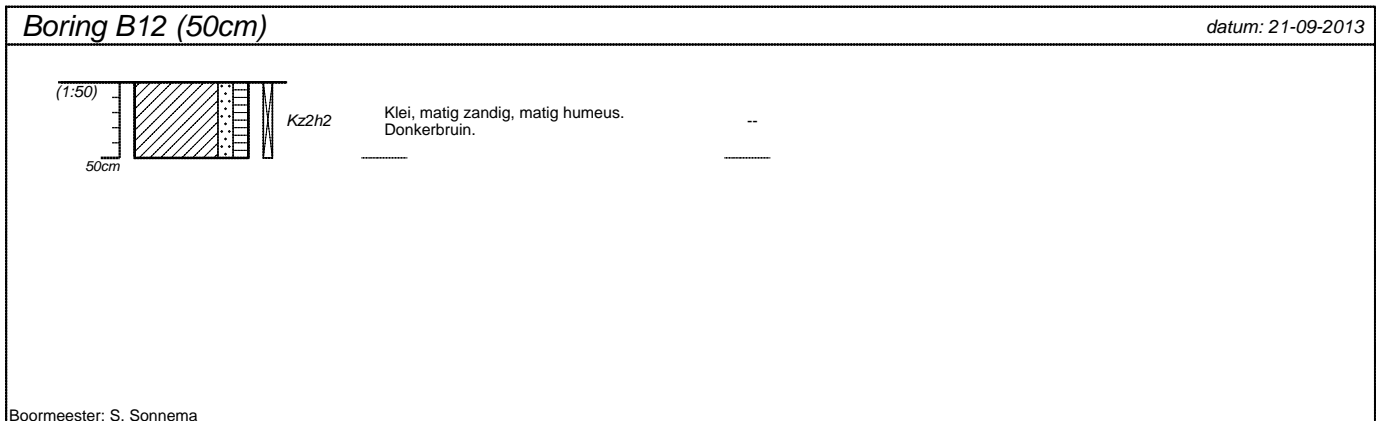 Boring B12 (50cm)
datum: 21-09-2013
(1:50)
Kz2h2
Klei, matig zandig, matig humeus.
Donkerbruin.
--
50cm
Boormeester: S. Sonnema